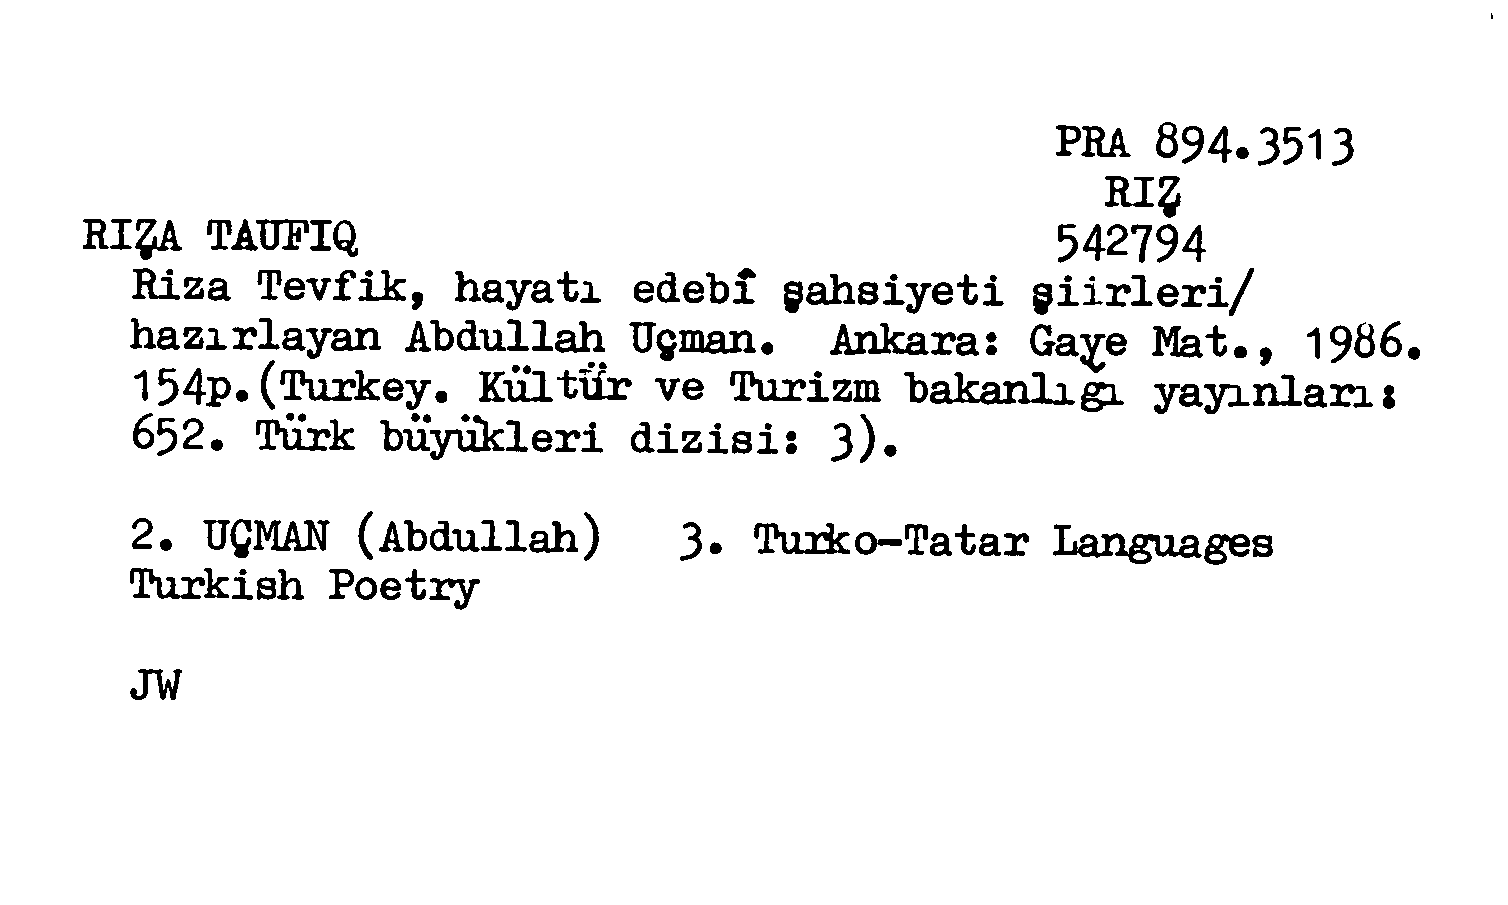 PRA 894.3513
RIẒ
RIẒA TAUFIQ
542794
Riza Tevfik, hayatı edebî şahsiyeti şiirleri/
hazırlayan Abdullah Uçman. Ankara: Gaye Mat., 1986.
154p.(Turkey. Kültür ve Turizm bakanlığı yayınları:
652. Türk büyükleri dizisi: 3).
2. UÇMAN (Abdullah) 3. Turko-Tatar Languages
Turkish Poetry
JW